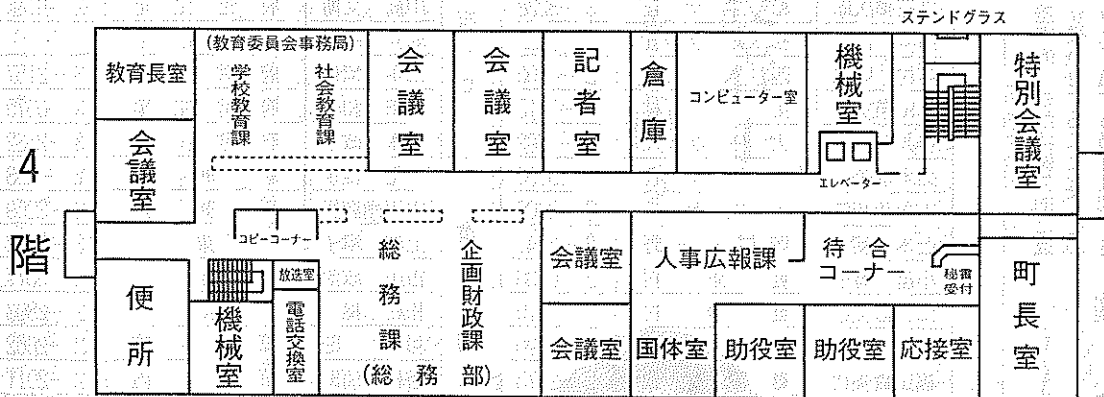 ステンドグラス
4階
教育長室
(教育委員会事務局)
学校教育課
社会教育課
会議室
会議室
記者室
倉庫
コンピューター室
機械室
エレベーター
特別会議室
会議室
コピーコーナー
便所
機械室
放送室
電話交換室
総務課
企画財政課
(総務部)
会議室
人事広報課
待合
コーナー
秘書
受付
町長室
会議室
国体室
助役室
助役室
応接室